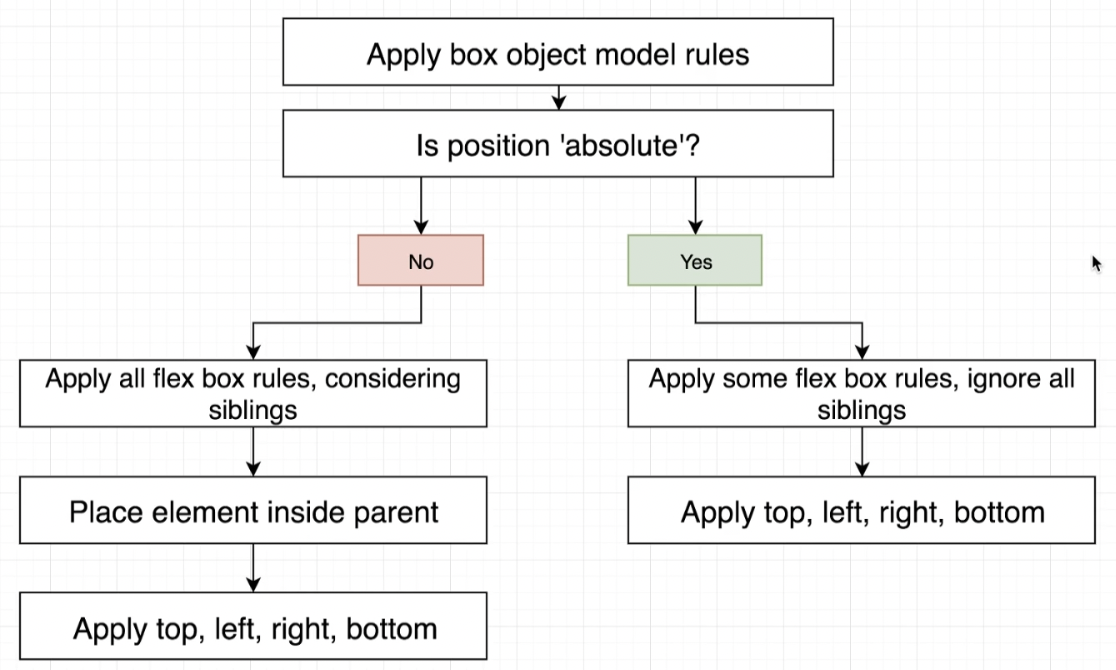 Apply box object model rules
Is position 'absolute'?
No
Yes
Apply all flex box rules, considering
siblings
Apply some flex box rules, ignore all
siblings
Place element inside parent
Apply top, left, right, bottom
Apply top, left, right, bottom